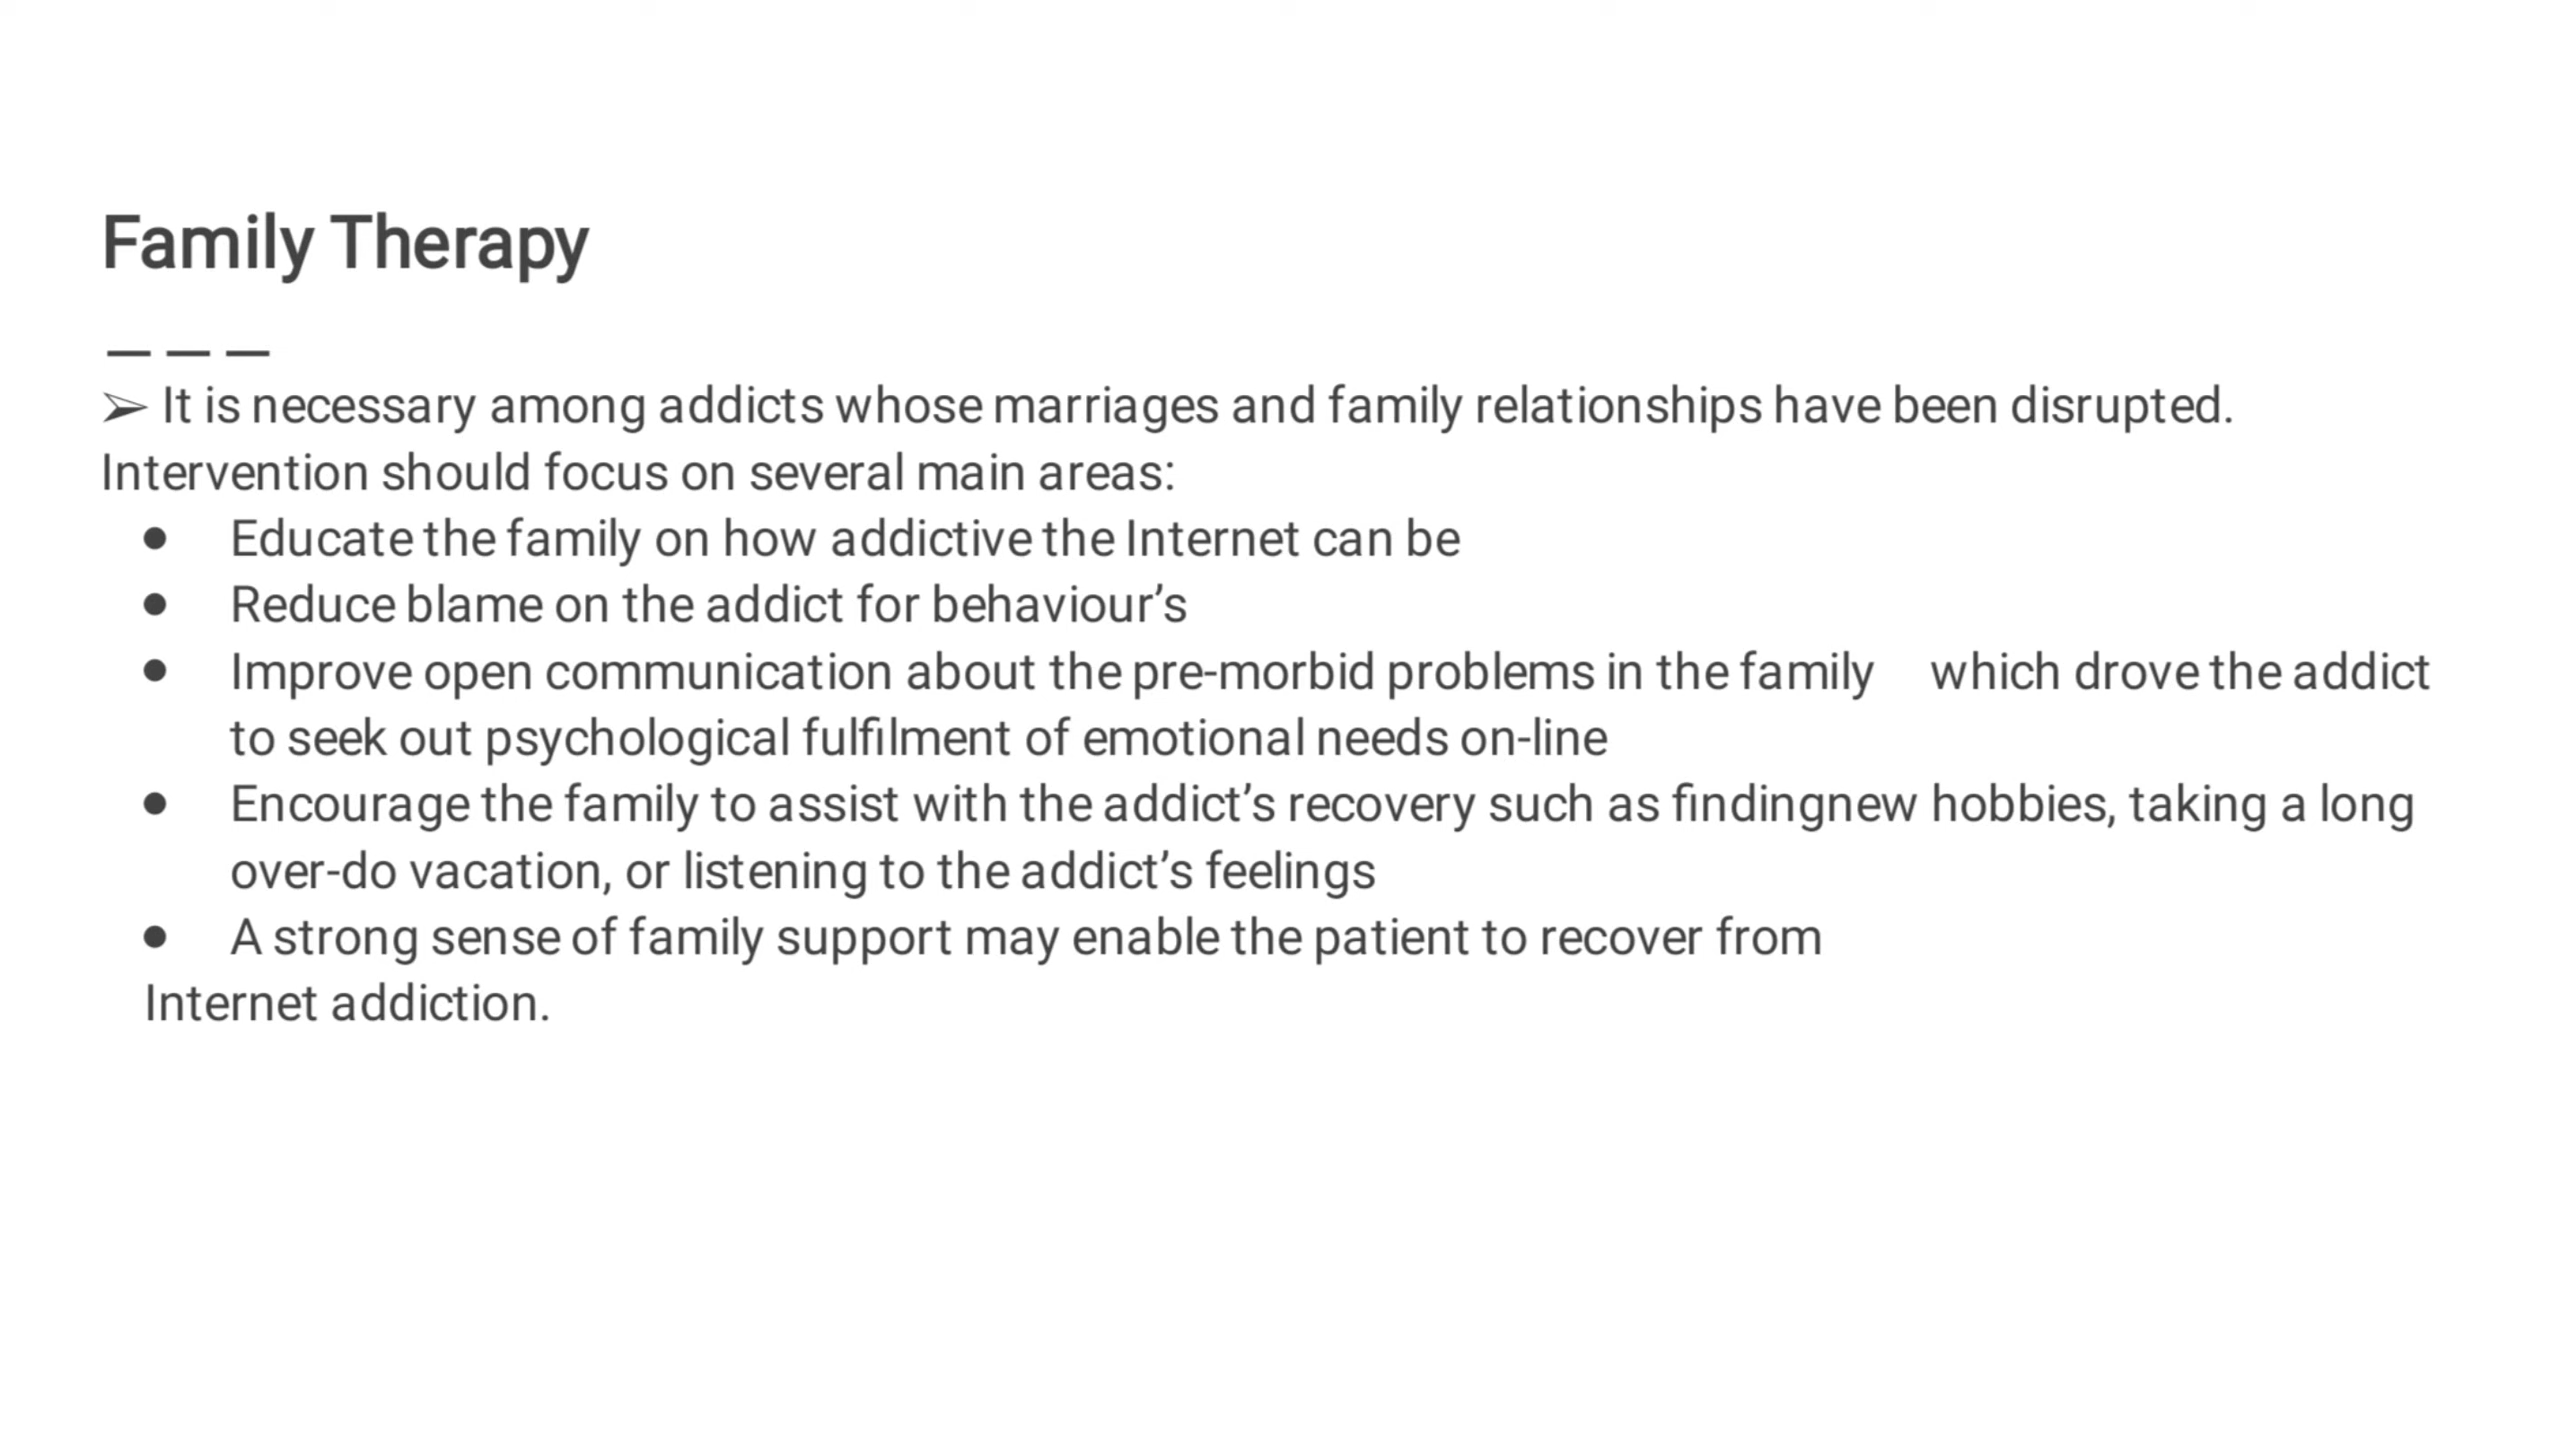 Family Therapy
———
➢ It is necessary among addicts whose marriages and family relationships have been disrupted.
Intervention should focus on several main areas:
● Educate the family on how addictive the Internet can be
● Reduce blame on the addict for behaviour’s
● Improve open communication about the pre-morbid problems in the family which drove the addict
to seek out psychological fulfilment of emotional needs on-line
● Encourage the family to assist with the addict’s recovery such as findingnew hobbies, taking a long
over-do vacation, or listening to the addict’s feelings
● A strong sense of family support may enable the patient to recover from
Internet addiction.